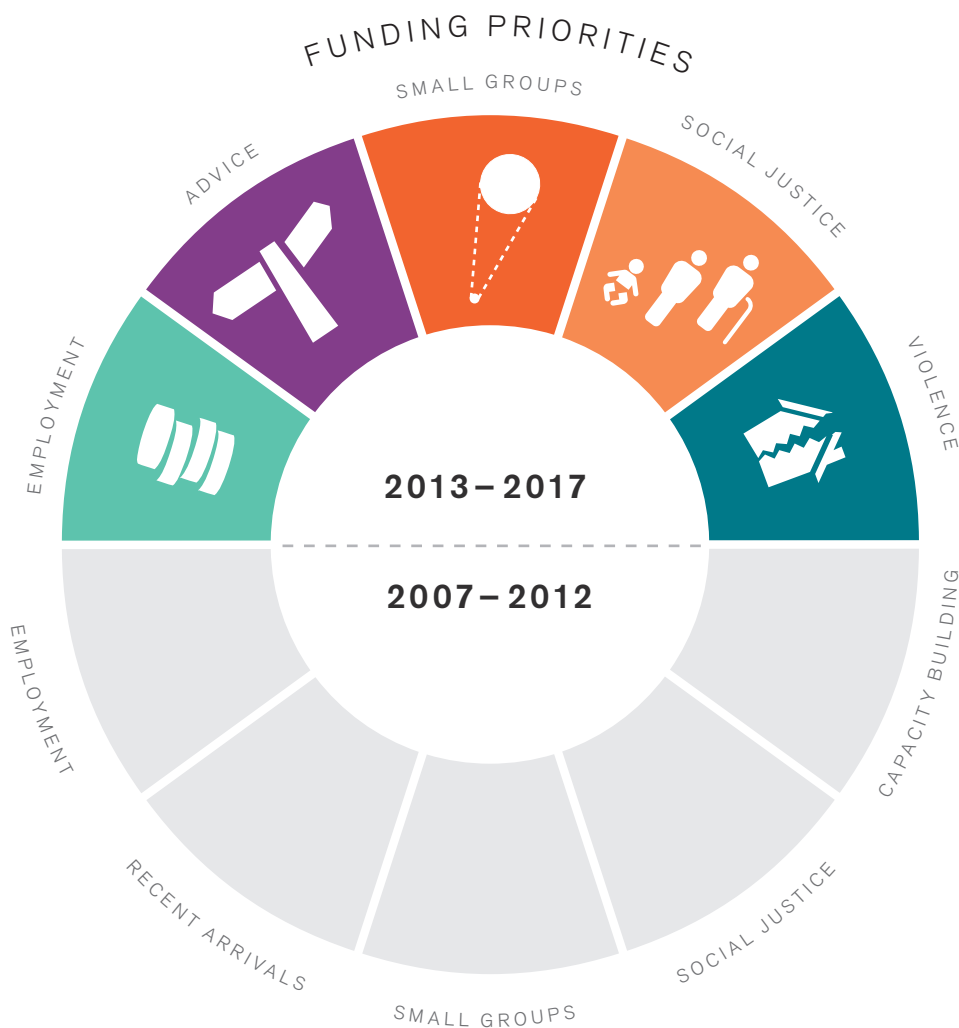 FUNDING PRIORITIES
SMALL GROUPS
ADVICE
SOCIAL JUSTICE
EMPLOYMENT
VIOLENCE
2013–2017
2007–2012
EMPLOYMENT
CAPACITY BUILDING
RECENT ARRIVALS
SOCIAL JUSTICE
SMALL GROUPS